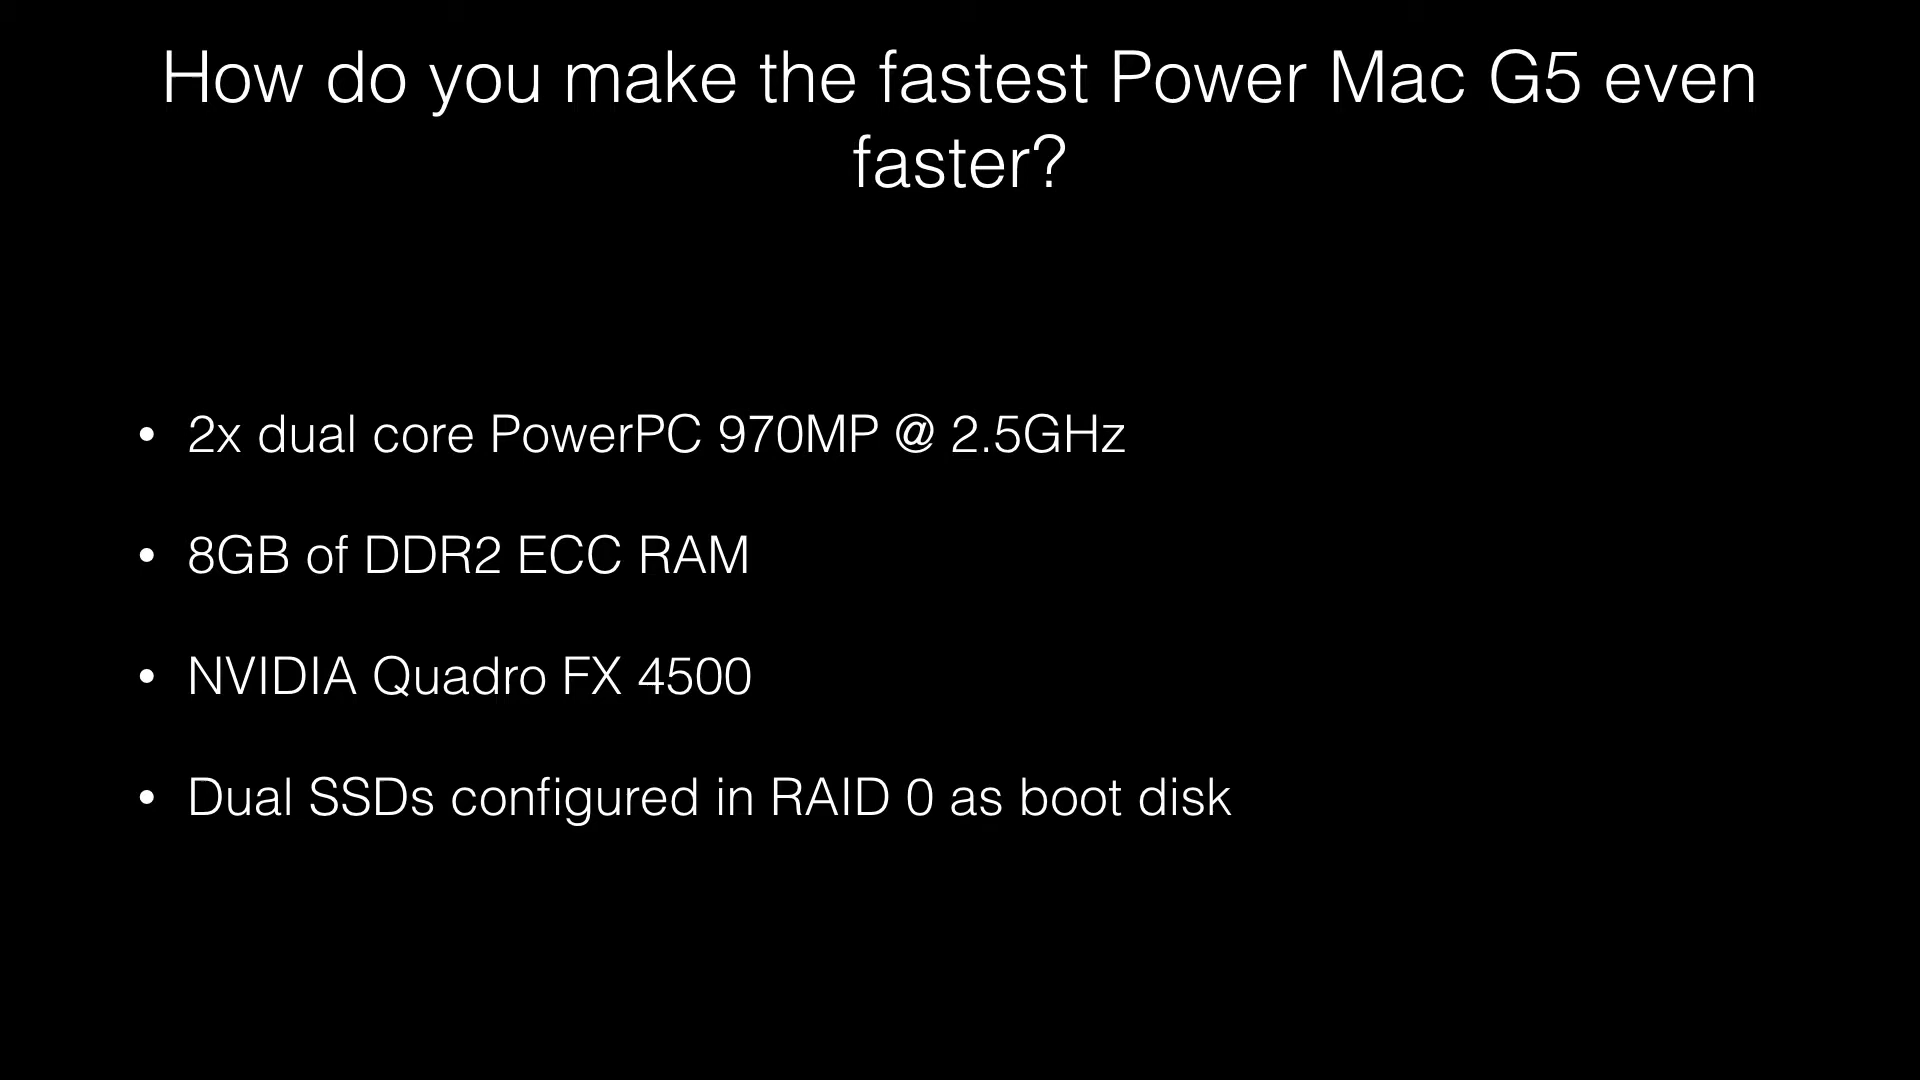 How do you make the fastest Power Mac G5 even
faster?
• 2x dual core PowerPC 970MP @ 2.5GHz
• 8GB of DDR2 ECC RAM
• NVIDIA Quadro FX 4500
• Dual SSDs configured in RAID 0 as boot disk